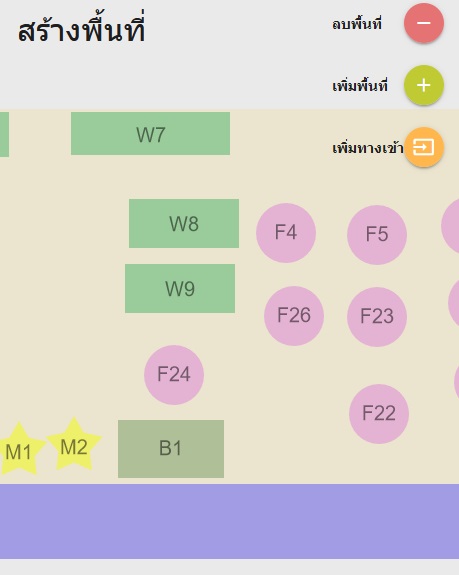 สร้างพื้นที่
ลบพื้นที่
เพิ่มพื้นที่
เพิ่มทางเข้า
W7
W8
F4
F5
W9
F26
F23
F24
F22
M1
M2
B1